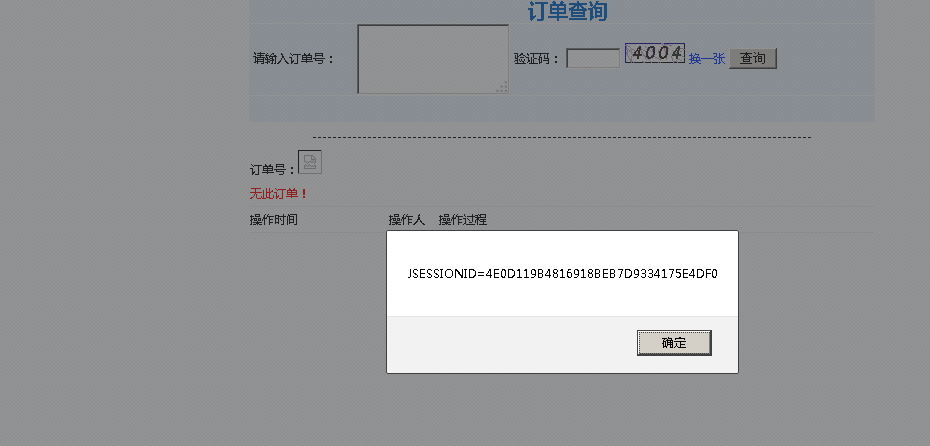 订单查询
请输入订单号： 验证码： 4004 换一张 查询
订单号：
无此订单！
操作时间 操作人 操作过程
JSESSIONID=4E0D119B4816918BEB7D9334175E4DF0
确定